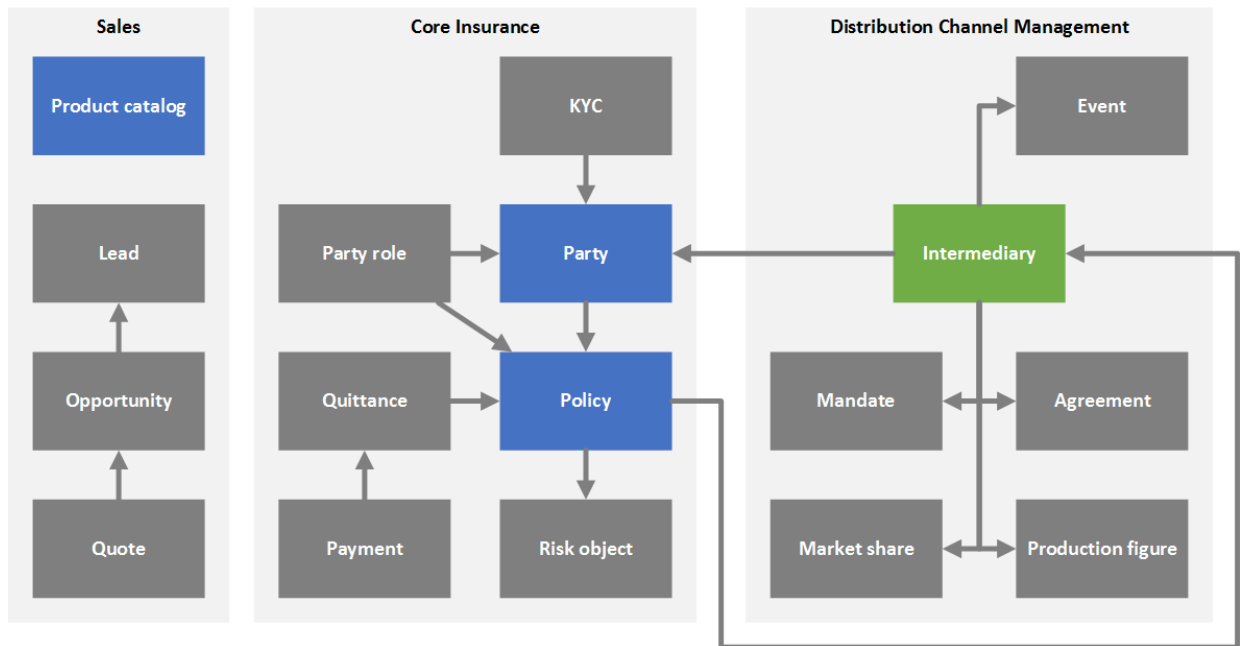 Sales
Product catalog
Lead
Opportunity
Quote
Core Insurance
KYC
Party role
Party
Quittance
Policy
Payment
Risk object
Distribution Channel Management
Event
Intermediary
Mandate
Agreement
Market share
Production figure